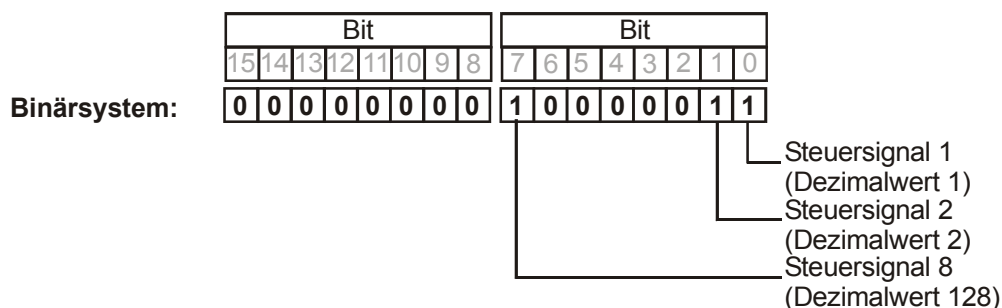 Bit Bit
15 14 13 12 11 10 9 8 7 6 5 4 3 2 1 0
Binärsystem: 0 0 0 0 0 0 0 0 1 0 0 0 0 0 1 1
Steuersignal 1
(Dezimalwert 1)
Steuersignal 2
(Dezimalwert 2)
Steuersignal 8
(Dezimalwert 128)